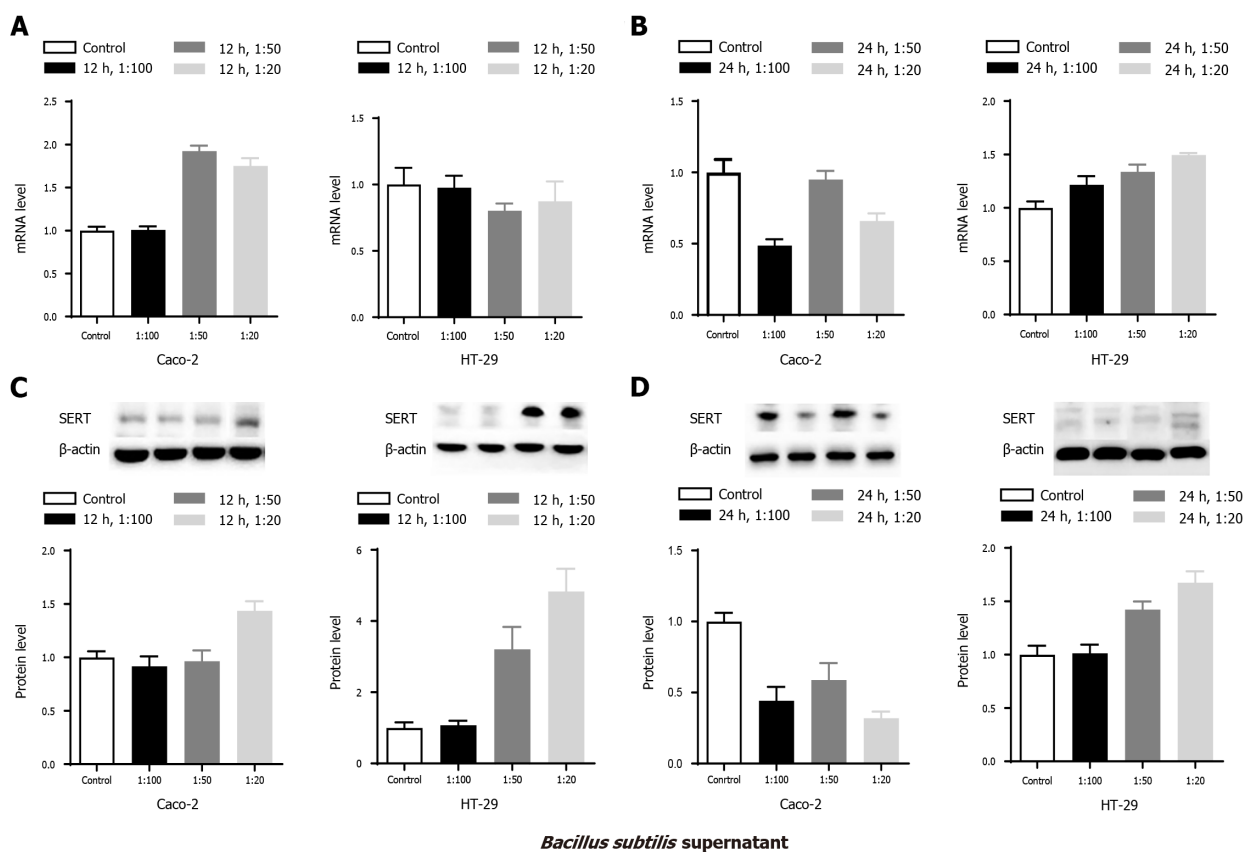 A
Control
12 h, 1:50
12 h, 1:100
12 h, 1:20
mRNA level
2.5
2.0
1.5
1.0
0.5
0.0
Control
1:100
1:50
1:20
Caco-2
Control
12 h, 1:50
12 h, 1:100
12 h, 1:20
mRNA level
1.5
1.0
0.5
0.0
Control
1:100
1:50
1:20
HT-29
B
Control
24 h, 1:50
24 h, 1:100
24 h, 1:20
mRNA level
1.5
1.0
0.5
0.0
Control
1:100
1:50
1:20
Caco-2
Control
24 h, 1:50
24 h, 1:100
24 h, 1:20
mRNA level
2.0
1.5
1.0
0.5
0.0
Control
1:100
1:50
1:20
HT-29
C
SERT
β-actin
Control
12 h, 1:50
12 h, 1:100
12 h, 1:20
Protein level
2.0
1.5
1.0
0.5
0.0
Control
1:100
1:50
1:20
Caco-2
SERT
β-actin
Control
12 h, 1:50
12 h, 1:100
12 h, 1:20
Protein level
6
4
2
0
Control
1:100
1:50
1:20
HT-29
D
SERT
β-actin
Control
24 h, 1:50
24 h, 1:100
24 h, 1:20
Protein level
1.5
1.0
0.5
0.0
Conrtrol
1:100
1:50
1:20
Caco-2
SERT
β-actin
Control
24 h, 1:50
24 h, 1:100
24 h, 1:20
Protein level
2.0
1.5
1.0
0.5
0.0
Control
1:100
1:50
1:20
HT-29
Bacillus subtilis supernatant